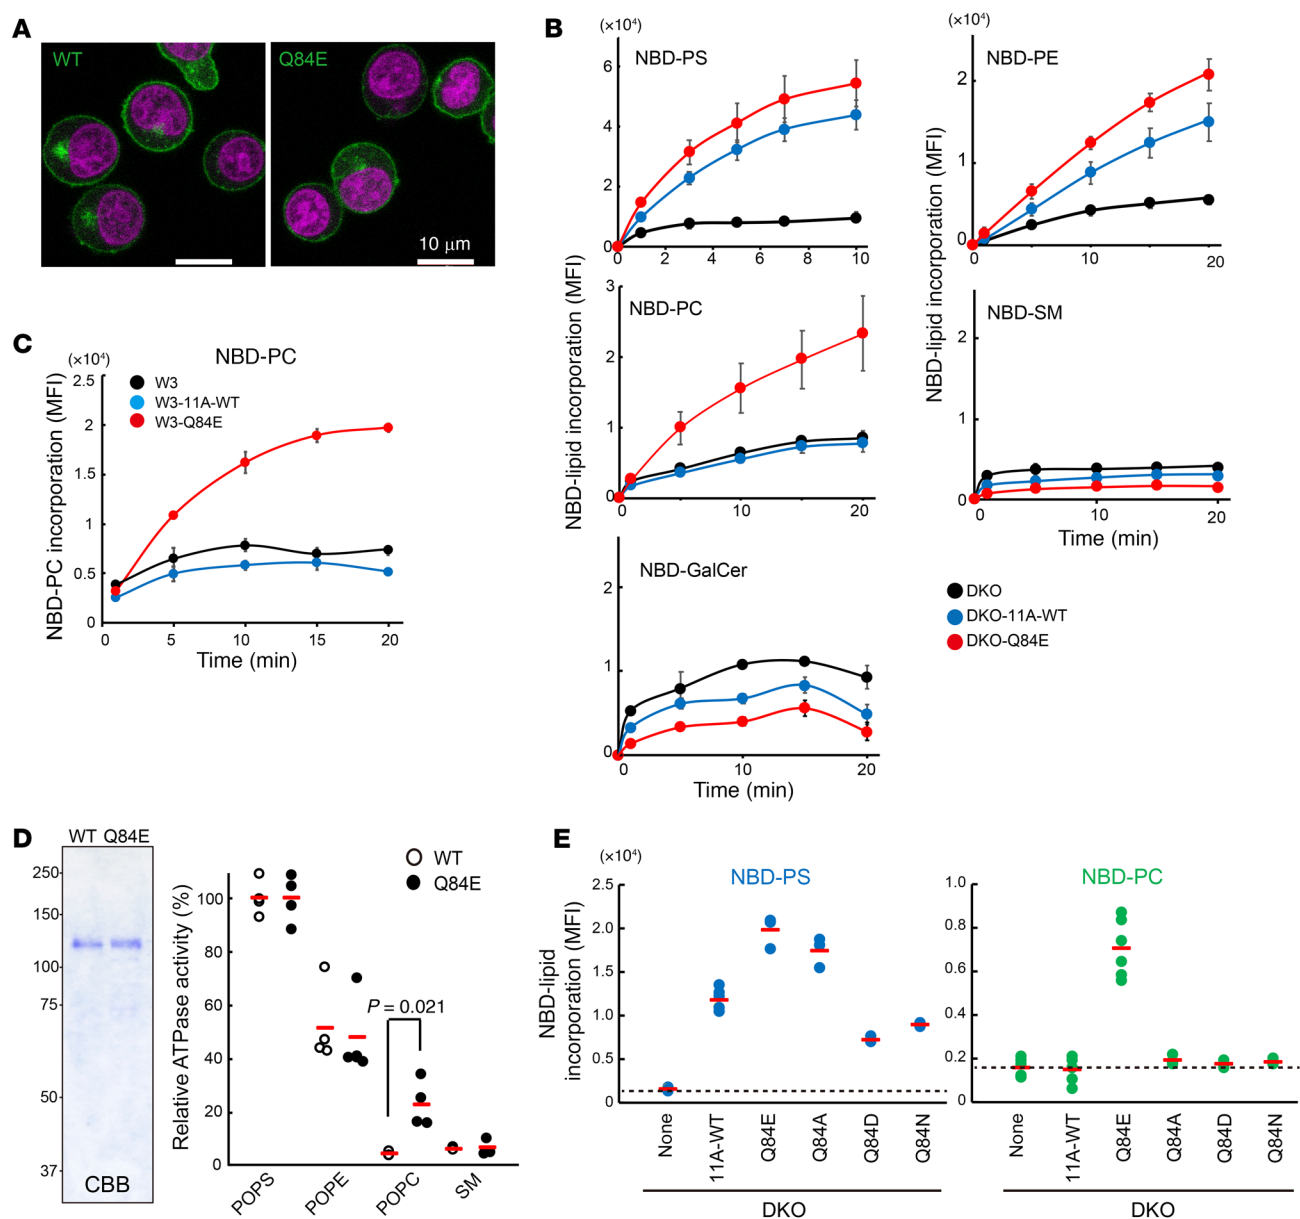 A
WT
Q84E
10 µm
B
(×10⁴)
NBD-PS
6
4
2
0
0
2
4
6
8
10
(×10⁴)
NBD-PE
2
1
0
0
10
20
NBD-lipid incorporation (MFI)
NBD-PC
3
2
1
0
0
10
20
NBD-lipid incorporation (MFI)
NBD-SM
2
1
0
0
10
20
Time (min)
NBD-GalCer
2
1
0
0
10
20
Time (min)
DKO
DKO-11A-WT
DKO-Q84E
C
(×10⁴)
NBD-PC
NBD-PC incorporation (MFI)
2.5
2
1.5
1
0.5
0
W3
W3-11A-WT
W3-Q84E
0
5
10
15
20
Time (min)
D
WT Q84E
250
150
100
75
50
37
CBB
Relative ATPase activity (%)
100
80
60
40
20
0
WT
Q84E
P = 0.021
POPS
POPE
POPC
SM
E
(×10⁴)
NBD-PS
NBD-lipid
incorporation (MFI)
2.5
2.0
1.5
1.0
0.5
0
None
11A-WT
Q84E
Q84A
Q84D
Q84N
DKO
NBD-PC
1.0
0.8
0.6
0.4
0.2
0
None
11A-WT
Q84E
Q84A
Q84D
Q84N
DKO